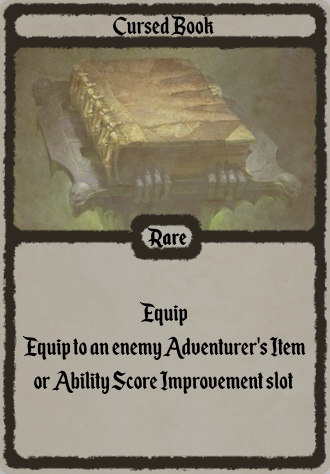 Cursed Book
Rare
Equip
Equip to an enemy Adventurer's Item
or Ability Score Improvement slot